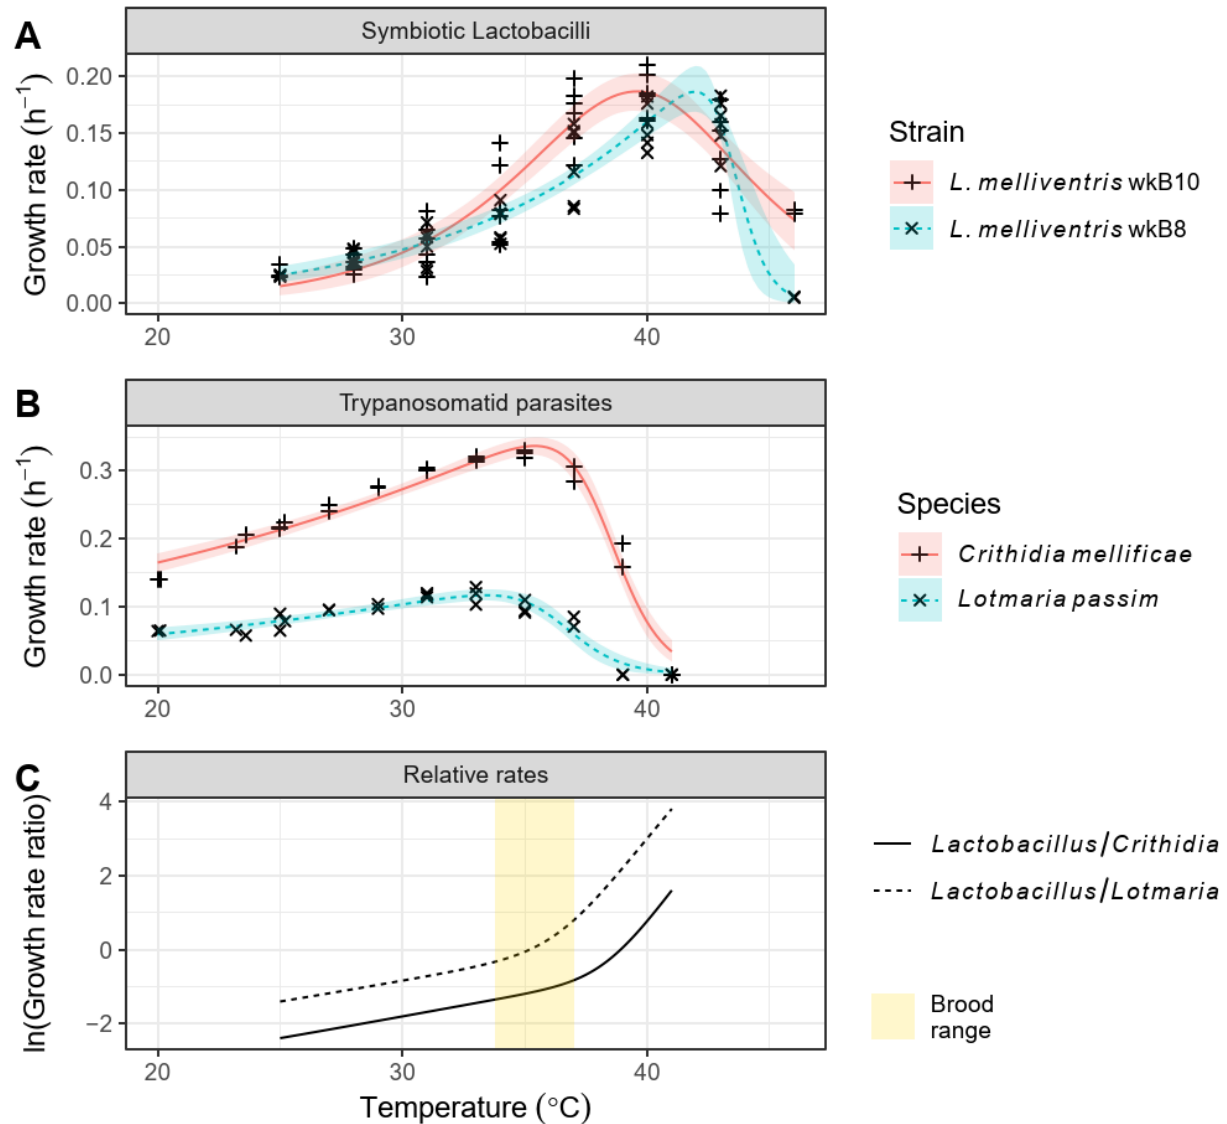 A
Symbiotic Lactobacilli
Growth rate (h⁻¹)
0.20
0.15
0.10
0.05
0.00
20 30 40
Strain
L. melliventris wkB10
L. melliventris wkB8
B
Trypanosomatid parasites
Growth rate (h⁻¹)
0.3
0.2
0.1
0.0
20 30 40
Species
Crithidia mellificae
Lotmaria passim
C
Relative rates
ln(Growth rate ratio)
4
2
0
−2
20 30 40
Temperature (°C)
Lactobacillus/Crithidia
Lactobacillus/Lotmaria
Brood
range